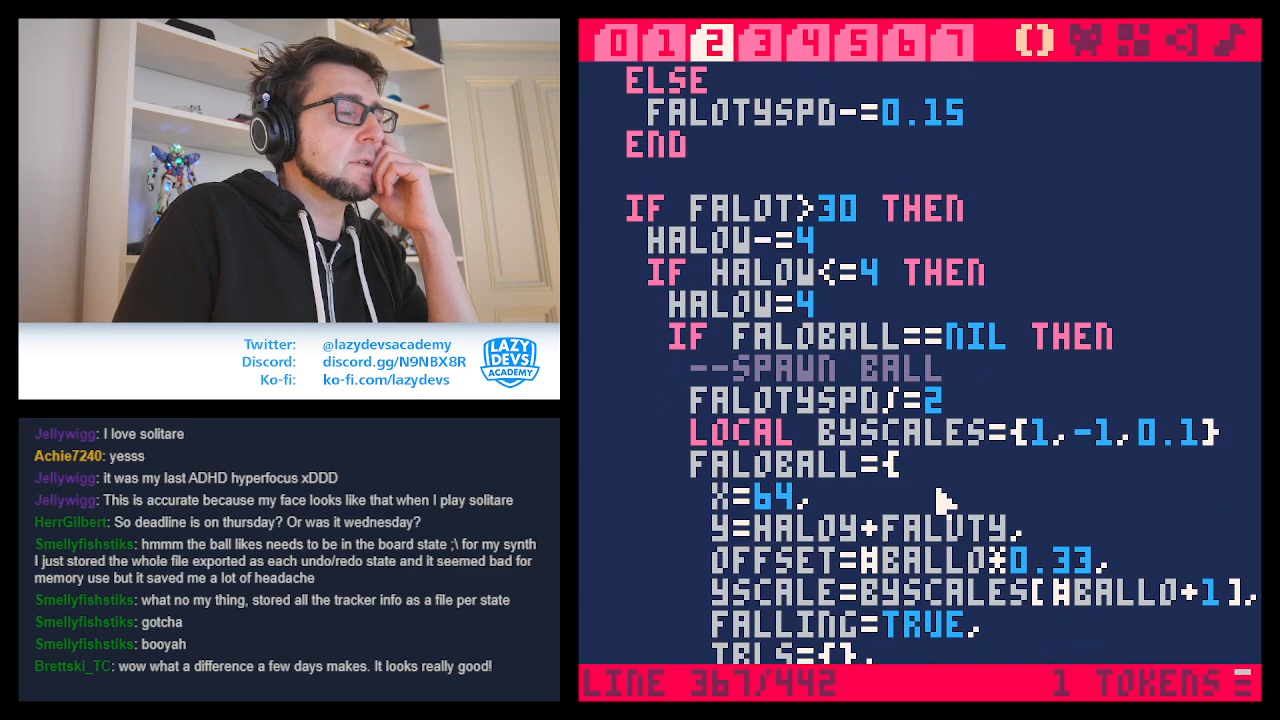 Twitter: @lazydevsacademy
Discord: discord.gg/N9NBX8R
Ko-fi: ko-fi.com/lazydevs
LAZY
DEVS
ACADEMY
Jellywigg: I love solitare
Achie7240: yesss
Jellywigg: it was my last ADHD hyperfocus xDDD
Jellywigg: This is accurate because my face looks like that when I play solitare
HerrGilbert: So deadline is on thursday? Or was it wednesday?
Smellyfishstiks: hmmm the ball likes needs to be in the board state ;\ for my synth
I just stored the whole file exported as each undo/redo state and it seemed bad for
memory use but it saved me a lot of headache
Smellyfishstiks: what no my thing, stored all the tracker info as a file per state
Smellyfishstiks: gotcha
Smellyfishstiks: booyah
Brettski_TC: wow what a difference a few days makes. It looks really good!
0 1 2 3 4 5 6 7 ()
ELSE
FALOTYSPD-=0.15
END
IF FALOT>30 THEN
HALOW-=4
IF HALOW<=4 THEN
HALOW=4
IF FALOBALL==NIL THEN
--SPAWN BALL
FALOTYSPD/=2
LOCAL BYSCALES={1,-1,0.1}
FALOBALL={
X=64,
Y=HALOY+FALOTY,
OFFSET=#BALLO*0.33,
YSCALE=BYSCALES[#BALLO+1],
FALLING=TRUE,
TBLS={},
LINE 367/442 1 TOKENS